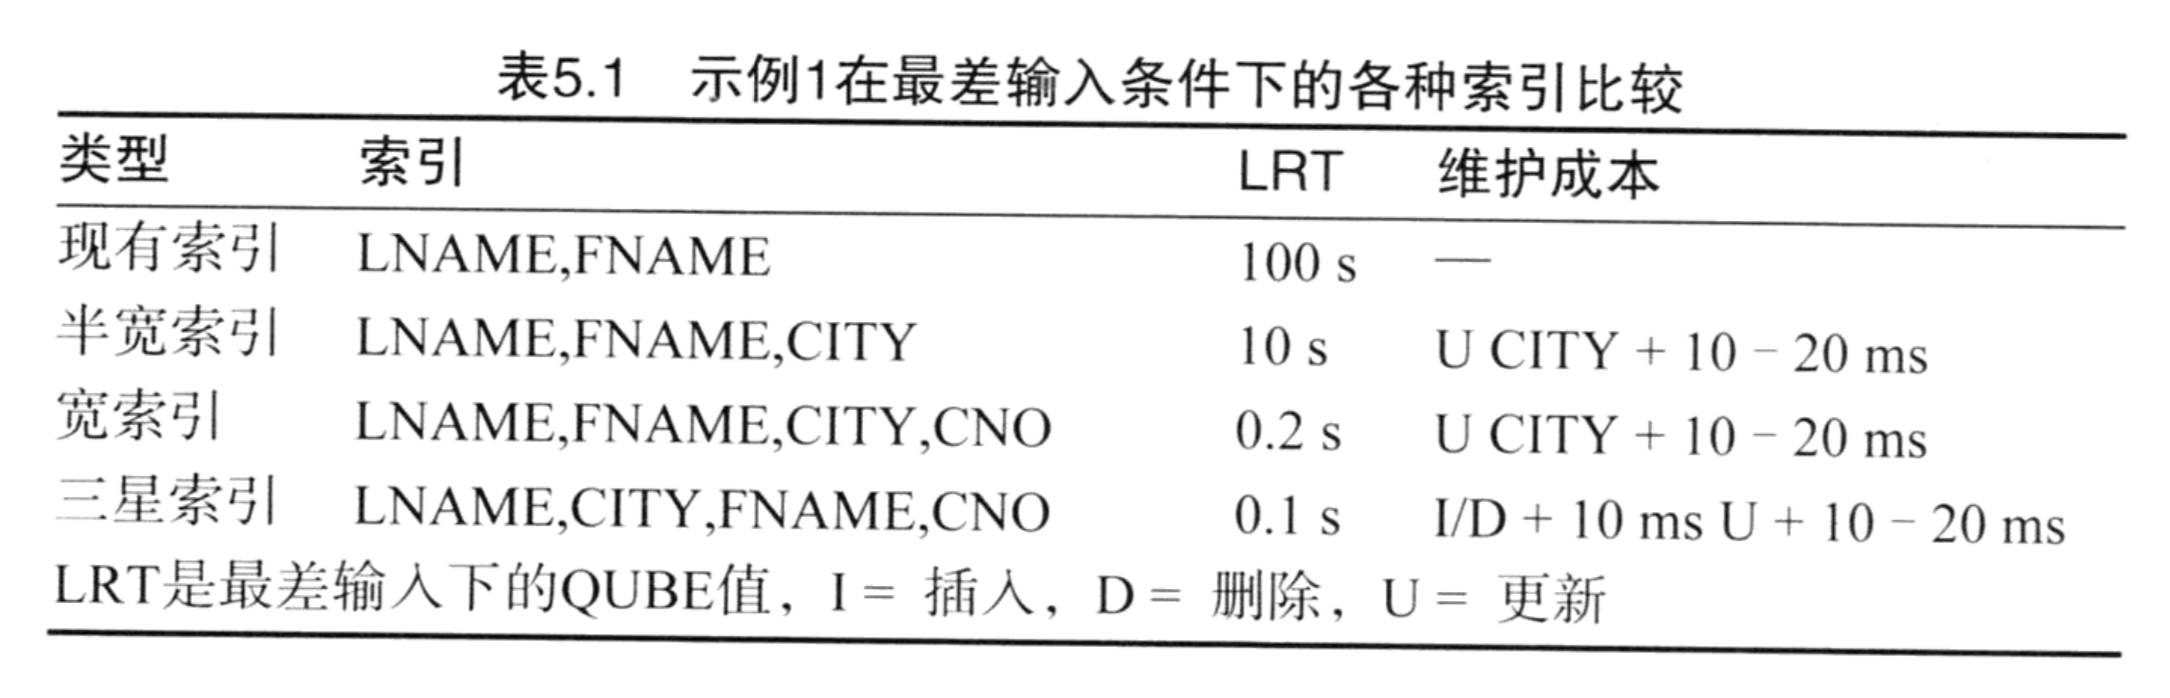 表5.1 示例1在最差输入条件下的各种索引比较
类型 索引 LRT 维护成本
现有索引 LNAME,FNAME 100 s —
半宽索引 LNAME,FNAME,CITY 10 s U CITY + 10 − 20 ms
宽索引 LNAME,FNAME,CITY,CNO 0.2 s U CITY + 10 − 20 ms
三星索引 LNAME,CITY,FNAME,CNO 0.1 s I/D + 10 ms U + 10 − 20 ms
LRT是最差输入下的QUBE值，I = 插入，D = 删除，U = 更新